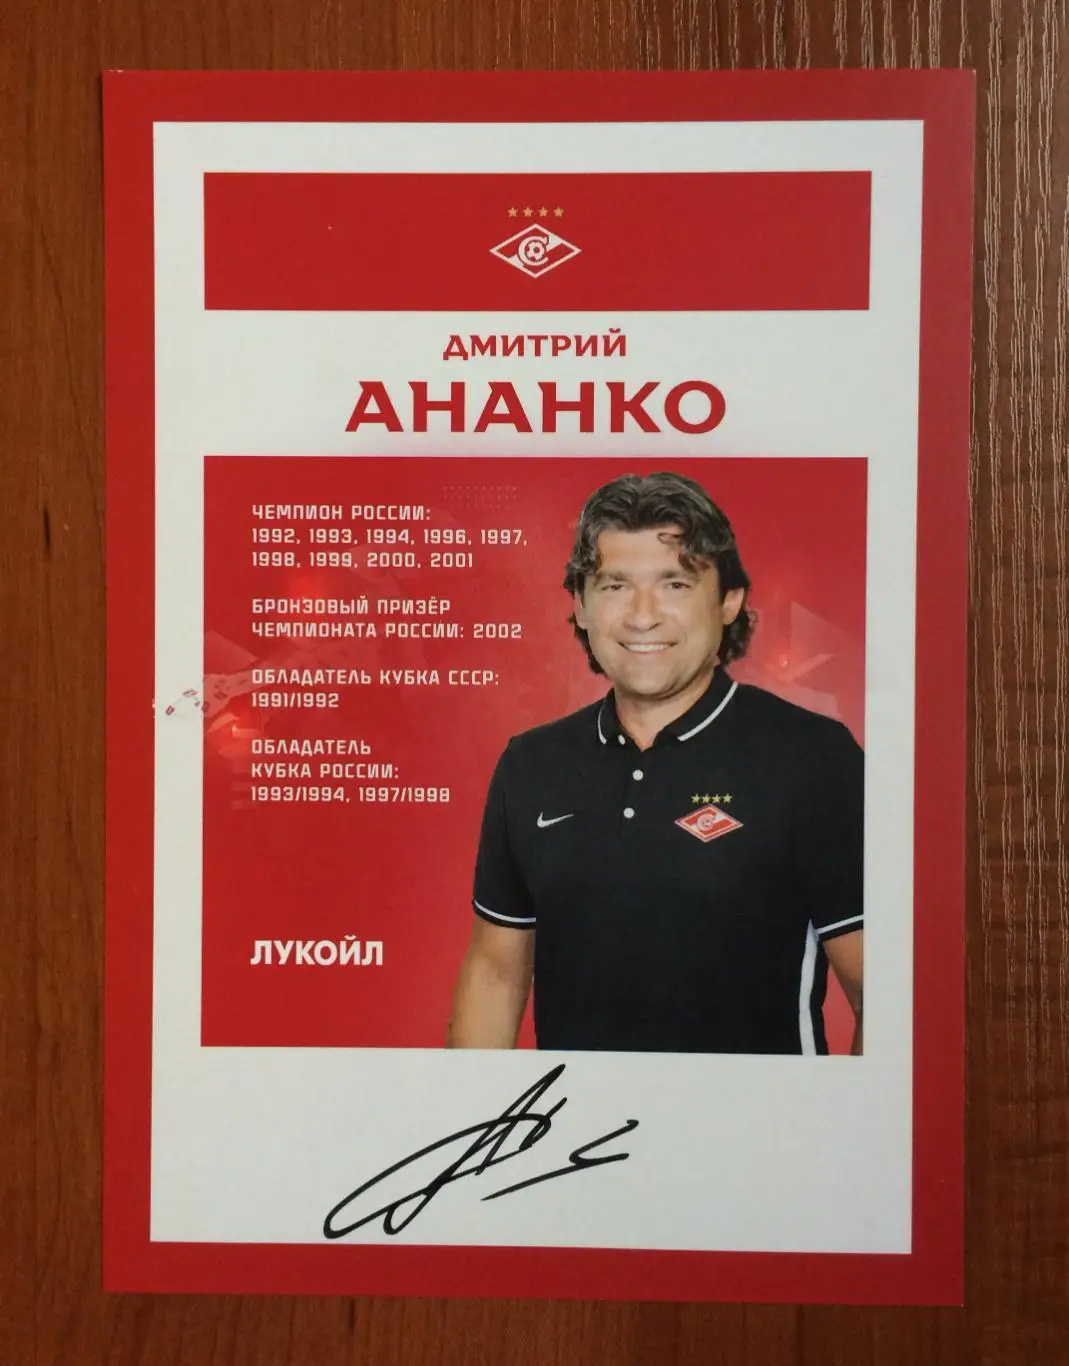 ДМИТРИЙ
АНАНКО
ЧЕМПИОН РОССИИ:
1992, 1993, 1994, 1996, 1997,
1998, 1999, 2000, 2001
БРОНЗОВЫЙ ПРИЗЁР
ЧЕМПИОНАТА РОССИИ: 2002
ОБЛАДАТЕЛЬ КУБКА СССР:
1991/1992
ОБЛАДАТЕЛЬ
КУБКА РОССИИ:
1993/1994, 1997/1998
ЛУКОЙЛ